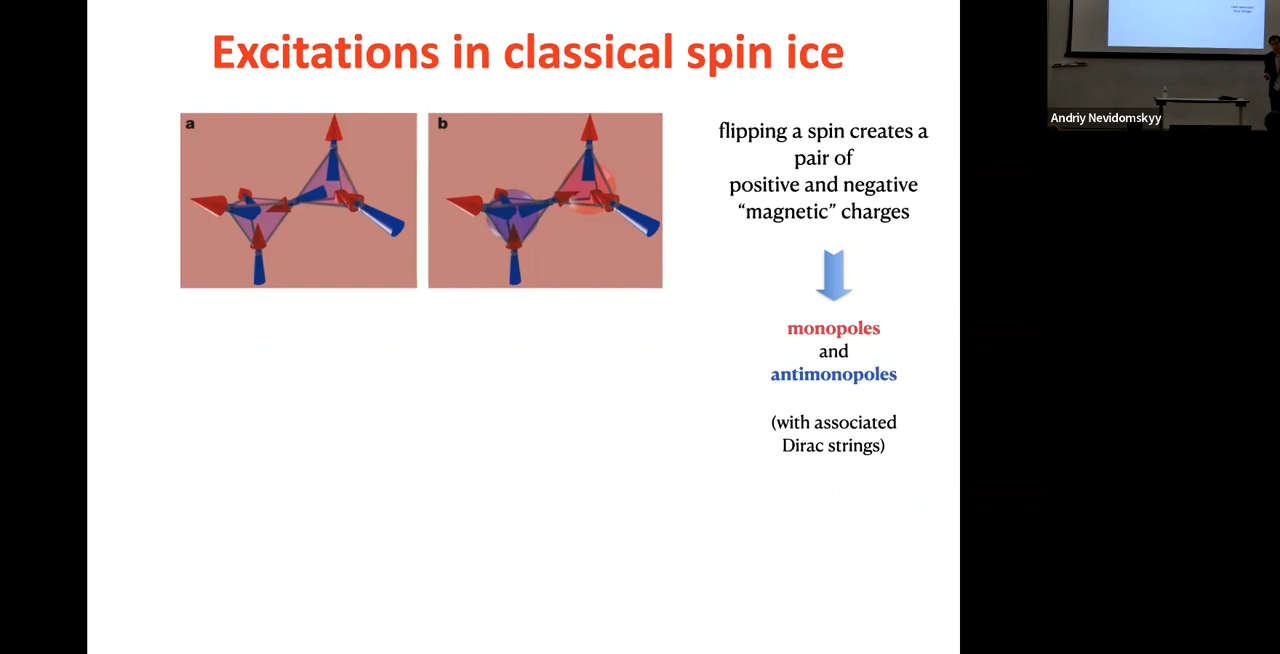 Excitations in classical spin ice
a
b
flipping a spin creates a
pair of
positive and negative
“magnetic” charges
monopoles
and
antimonopoles
(with associated
Dirac strings)
Andriy Nevidomskyy